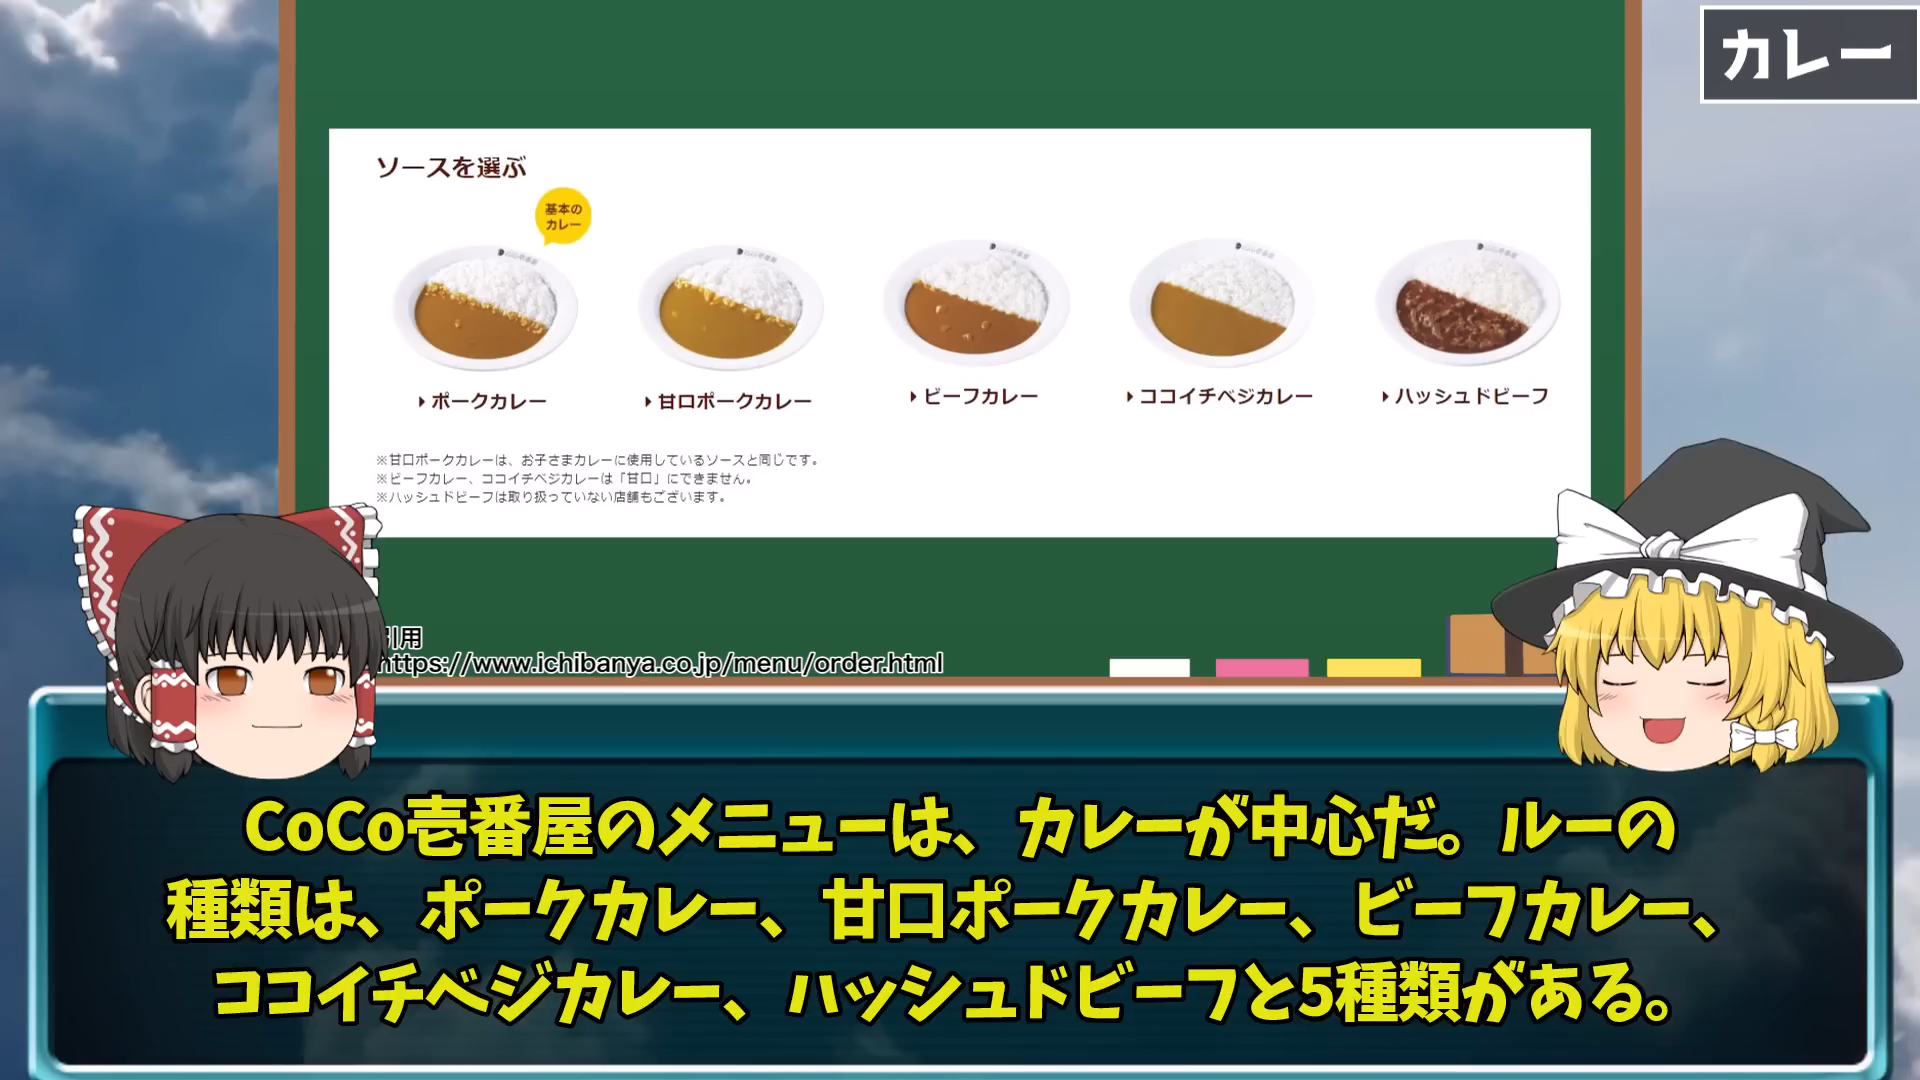 カレー
ソースを選ぶ
基本の
カレー
ポークカレー
甘口ポークカレー
ビーフカレー
ココイチベジカレー
ハッシュドビーフ
※甘口ポークカレーは、お子さまカレーに使用しているソースと同じです。
※ビーフカレー、ココイチベジカレーは「甘口」にできません。
※ハッシュドビーフは取り扱っていない店舗もございます。
引用
https://www.ichibanya.co.jp/menu/order.html
CoCo壱番屋のメニューは、カレーが中心だ。ルーの
種類は、ポークカレー、甘口ポークカレー、ビーフカレー、
ココイチベジカレー、ハッシュドビーフと5種類がある。